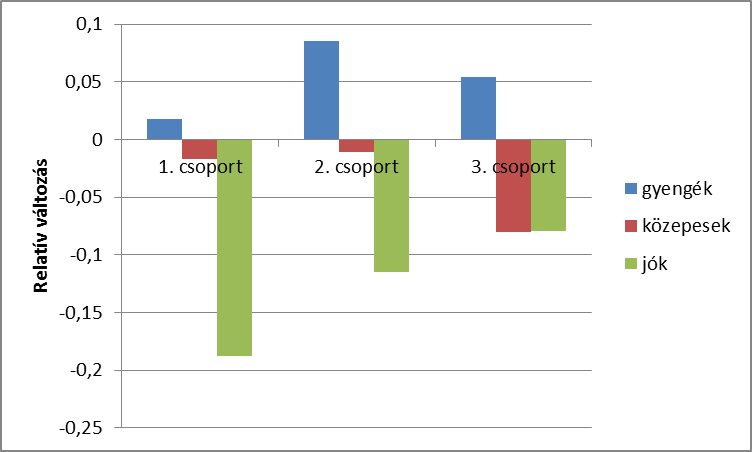 0,1
0,05
0
-0,05
-0,1
-0,15
-0,2
-0,25
Relatív változás
1. csoport
2. csoport
3. csoport
gyengék
közepesek
jók